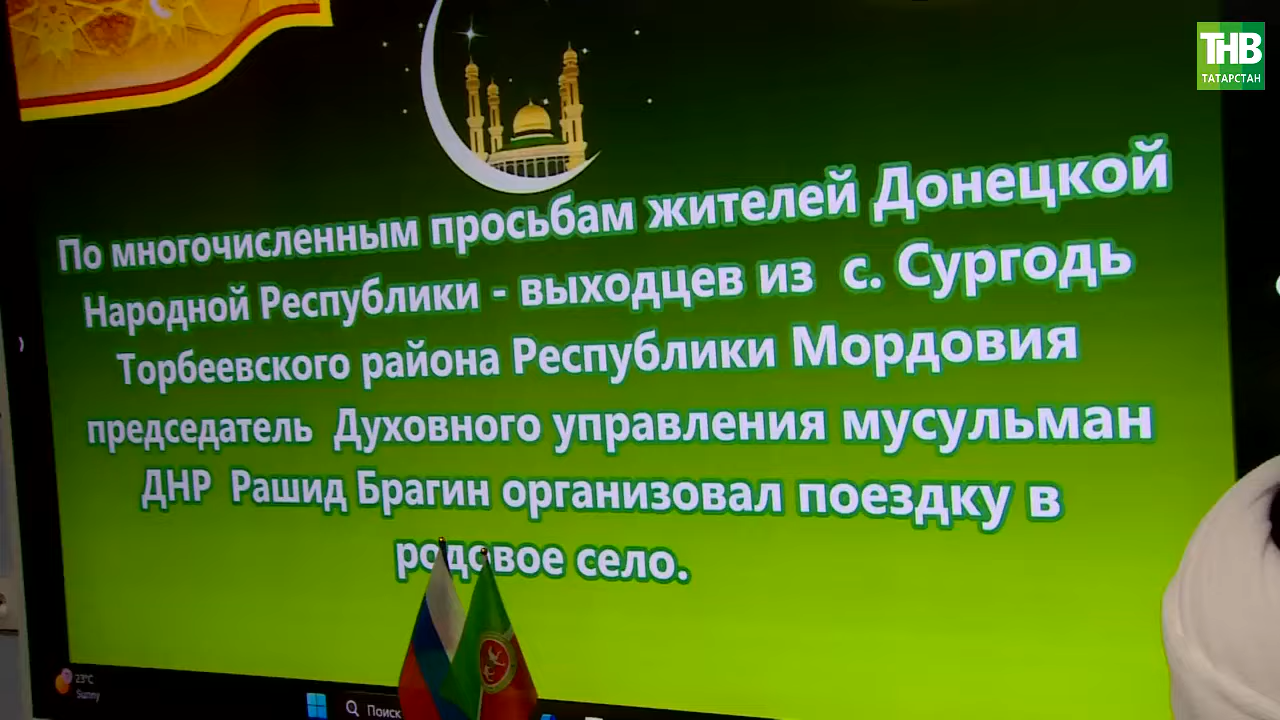 ТНВ
ТАТАРСТАН
По многочисленным просьбам жителей Донецкой
Народной Республики - выходцев из с. Сургодь
Торбеевского района Республики Мордовия
председатель Духовного управления мусульман
ДНР Рашид Брагин организовал поездку в
родовое село.
23°C
Sunny
Поиск